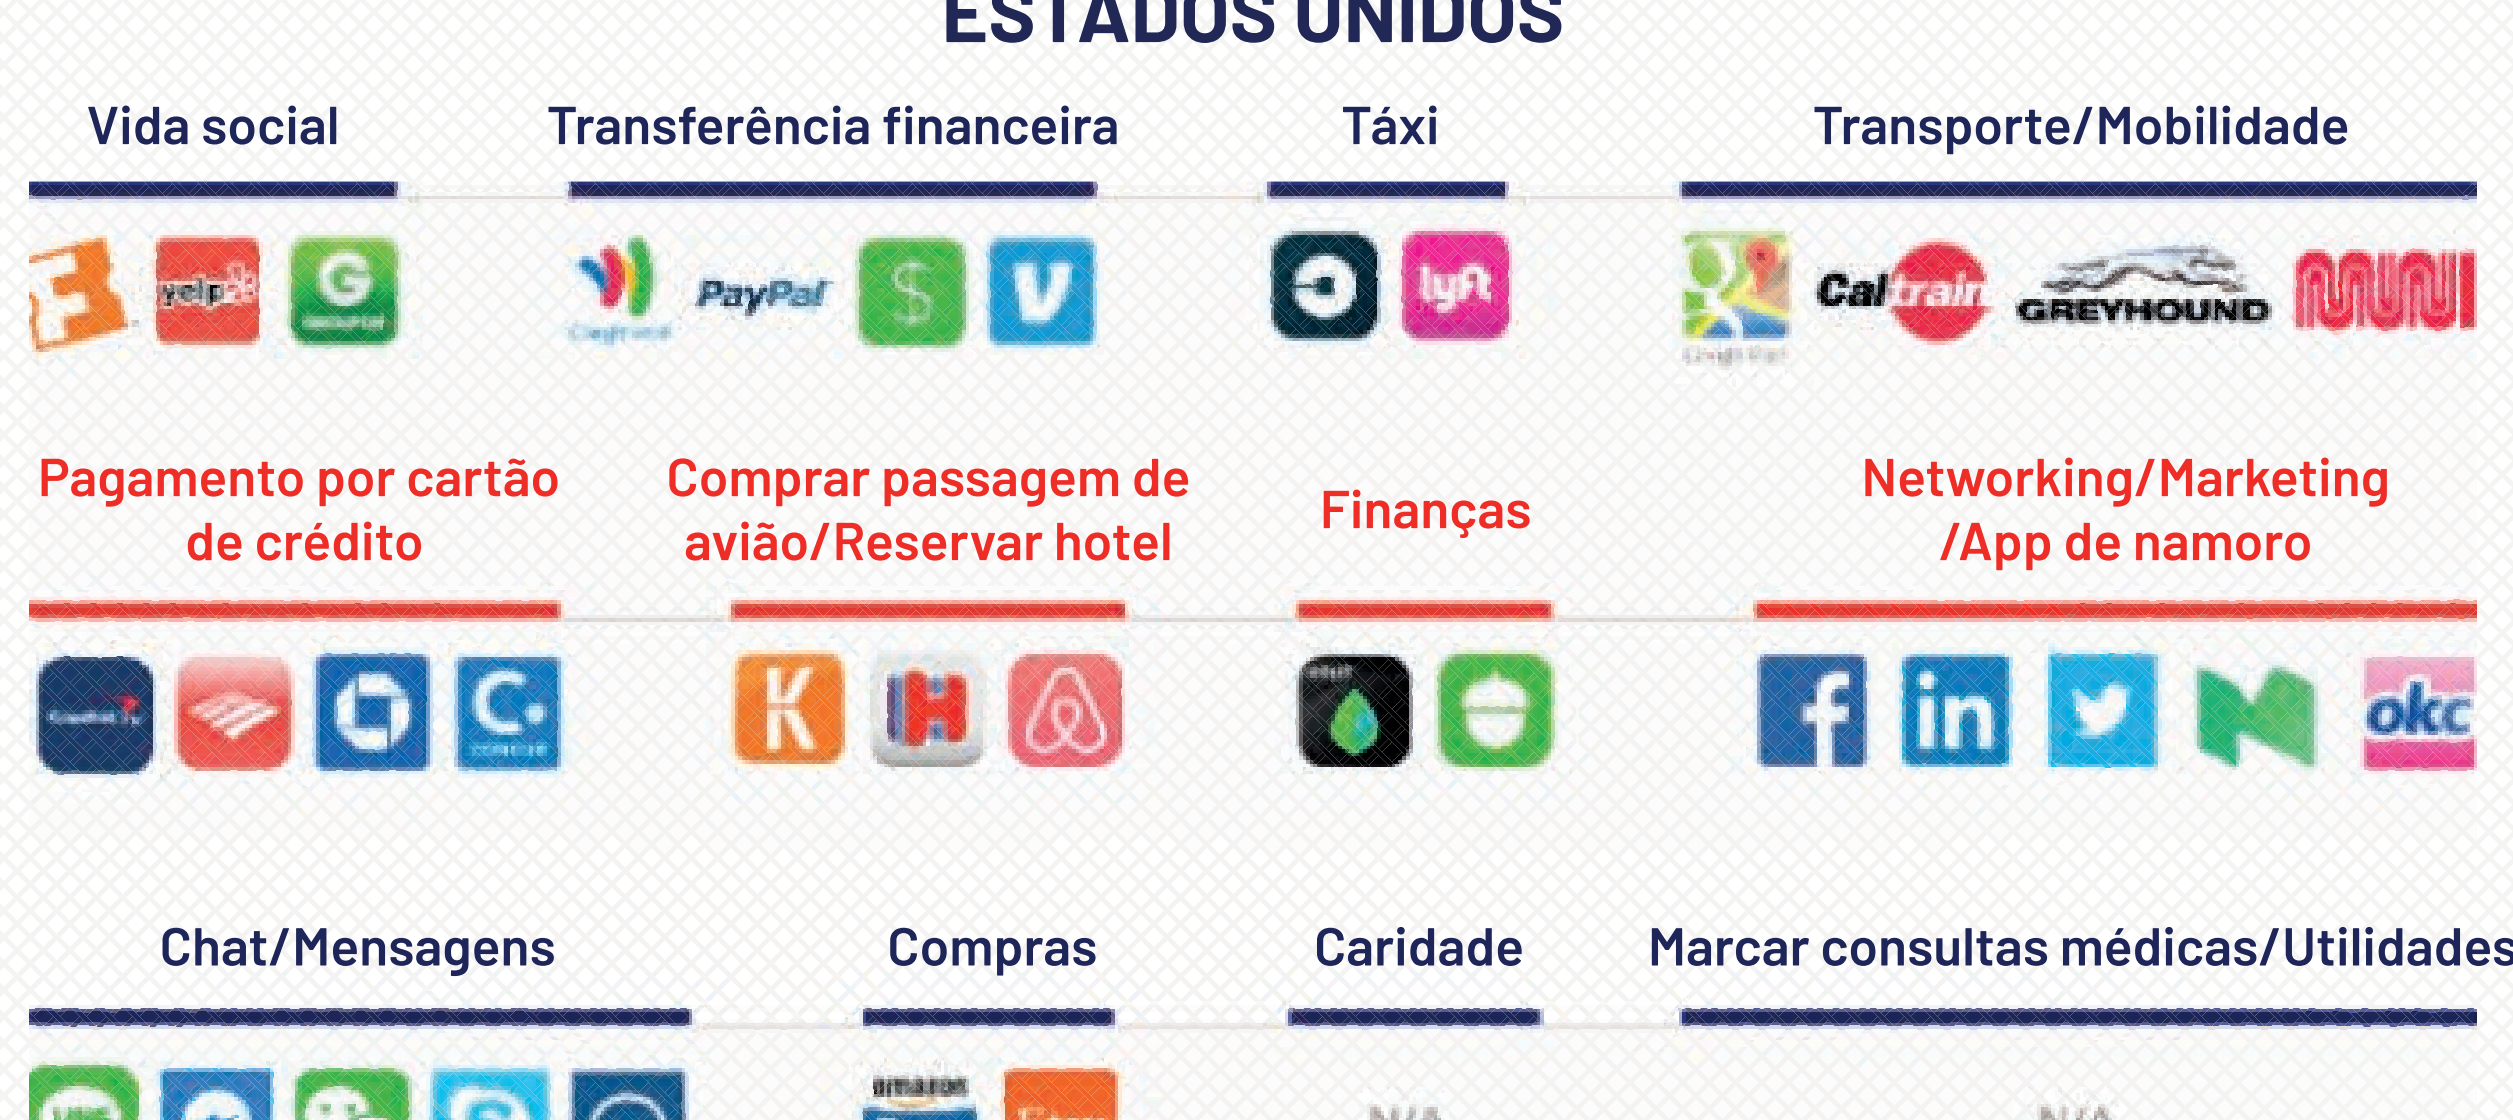 ESTADOS UNIDOS
Vida social
Transferência financeira
Táxi
Transporte/Mobilidade
yelp
G
PayPal
$
V
lyft
Caltrain
GREYHOUND
Pagamento por cartão
de crédito
Comprar passagem de
avião/Reservar hotel
Finanças
Networking/Marketing
/App de namoro
C.
K
H
f
in
okc
Chat/Mensagens
Compras
Caridade
Marcar consultas médicas/Utilidades
amazon
N/A
N/A